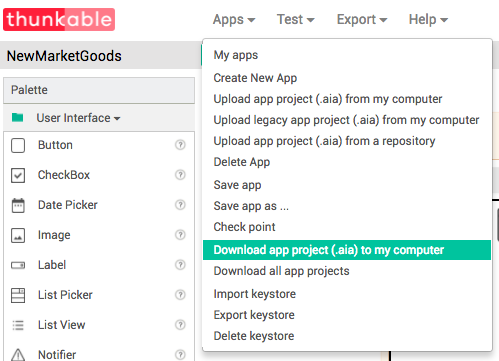 thunkable
Apps Test Export Help
NewMarketGoods
Palette
User Interface
Button ?
CheckBox ?
Date Picker ?
Image ?
Label ?
List Picker ?
List View ?
Notifier ?
My apps
Create New App
Upload app project (.aia) from my computer
Upload legacy app project (.aia) from my computer
Upload app project (.aia) from a repository
Delete App
Save app
Save app as ...
Check point
Download app project (.aia) to my computer
Download all app projects
Import keystore
Export keystore
Delete keystore